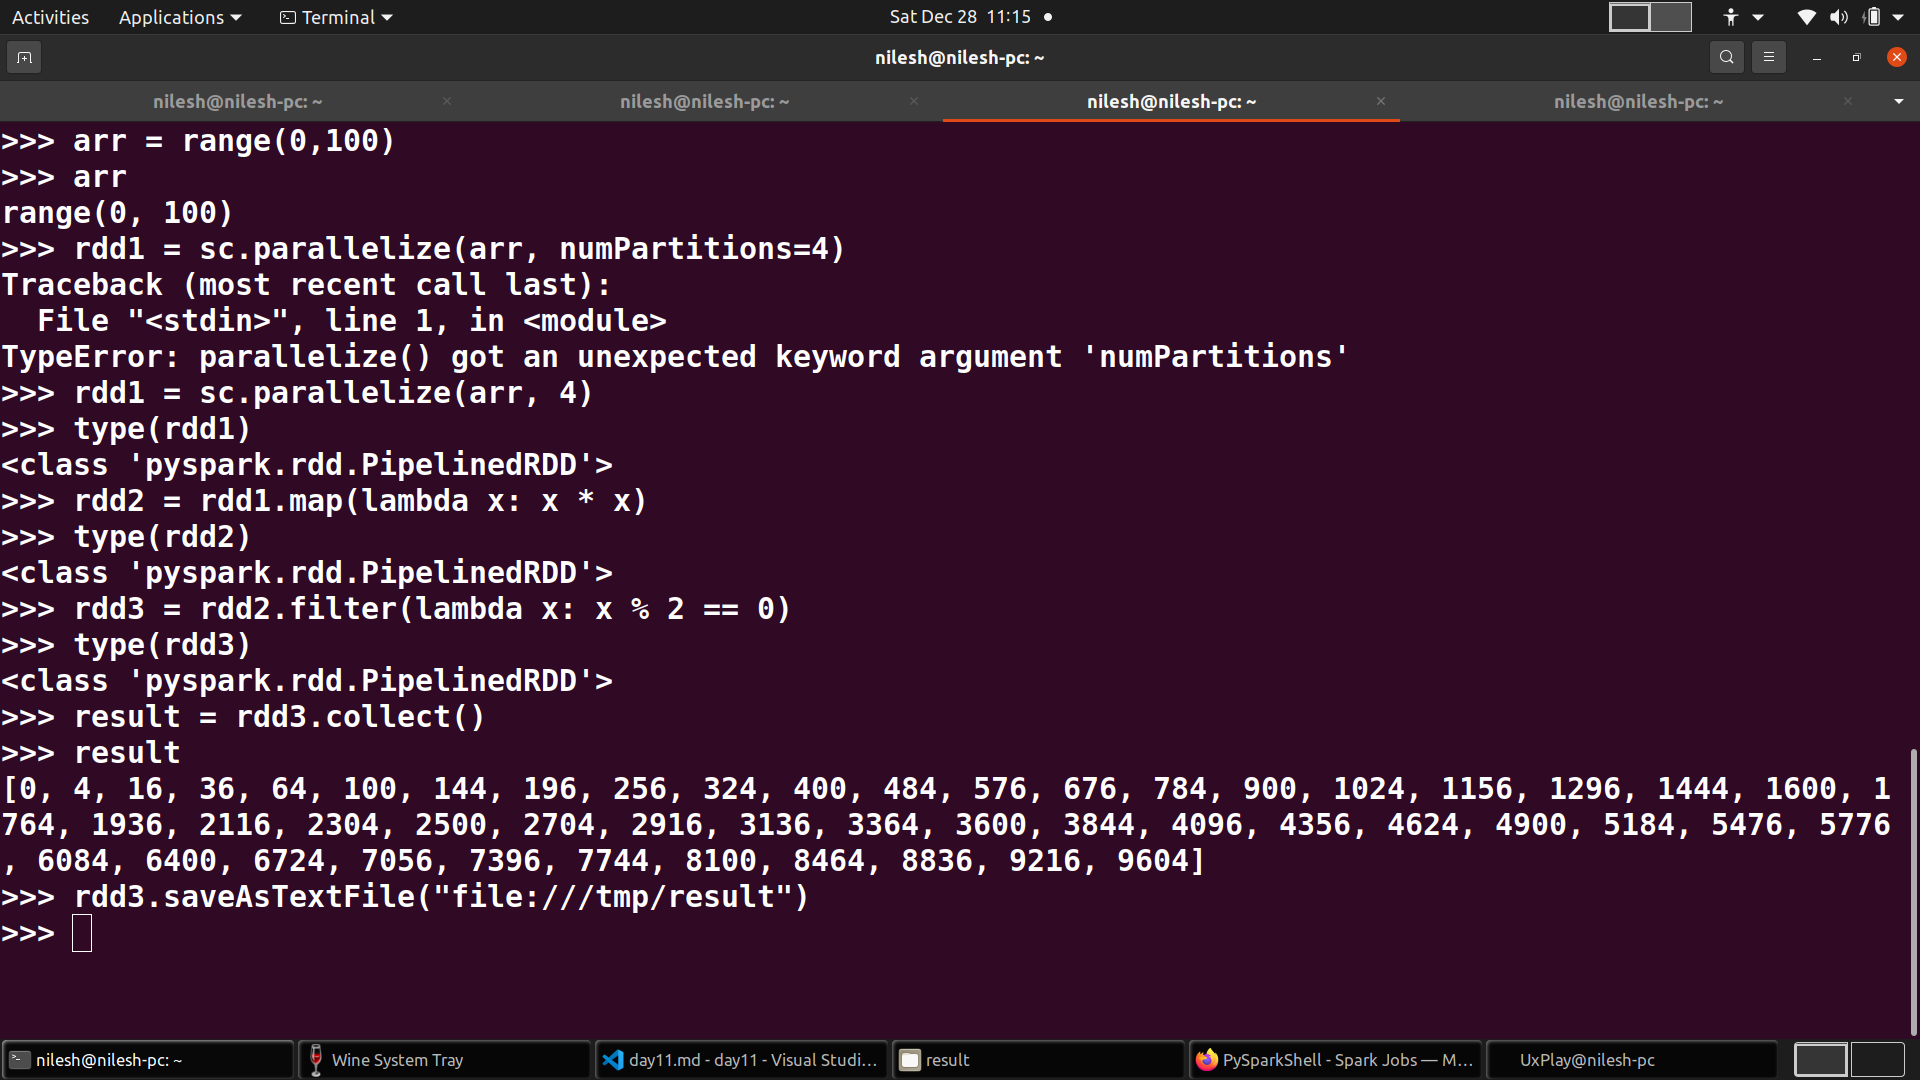 Activities Applications Terminal Sat Dec 28 11:15
nilesh@nilesh-pc: ~
nilesh@nilesh-pc: ~ nilesh@nilesh-pc: ~ nilesh@nilesh-pc: ~ nilesh@nilesh-pc: ~
>>> arr = range(0,100)
>>> arr
range(0, 100)
>>> rdd1 = sc.parallelize(arr, numPartitions=4)
Traceback (most recent call last):
  File "<stdin>", line 1, in <module>
TypeError: parallelize() got an unexpected keyword argument 'numPartitions'
>>> rdd1 = sc.parallelize(arr, 4)
>>> type(rdd1)
<class 'pyspark.rdd.PipelinedRDD'>
>>> rdd2 = rdd1.map(lambda x: x * x)
>>> type(rdd2)
<class 'pyspark.rdd.PipelinedRDD'>
>>> rdd3 = rdd2.filter(lambda x: x % 2 == 0)
>>> type(rdd3)
<class 'pyspark.rdd.PipelinedRDD'>
>>> result = rdd3.collect()
>>> result
[0, 4, 16, 36, 64, 100, 144, 196, 256, 324, 400, 484, 576, 676, 784, 900, 1024, 1156, 1296, 1444, 1600, 1
764, 1936, 2116, 2304, 2500, 2704, 2916, 3136, 3364, 3600, 3844, 4096, 4356, 4624, 4900, 5184, 5476, 5776
, 6084, 6400, 6724, 7056, 7396, 7744, 8100, 8464, 8836, 9216, 9604]
>>> rdd3.saveAsTextFile("file:///tmp/result")
>>>
nilesh@nilesh-pc: ~ Wine System Tray day11.md - day11 - Visual Studi... result PySparkShell - Spark Jobs — M... UxPlay@nilesh-pc